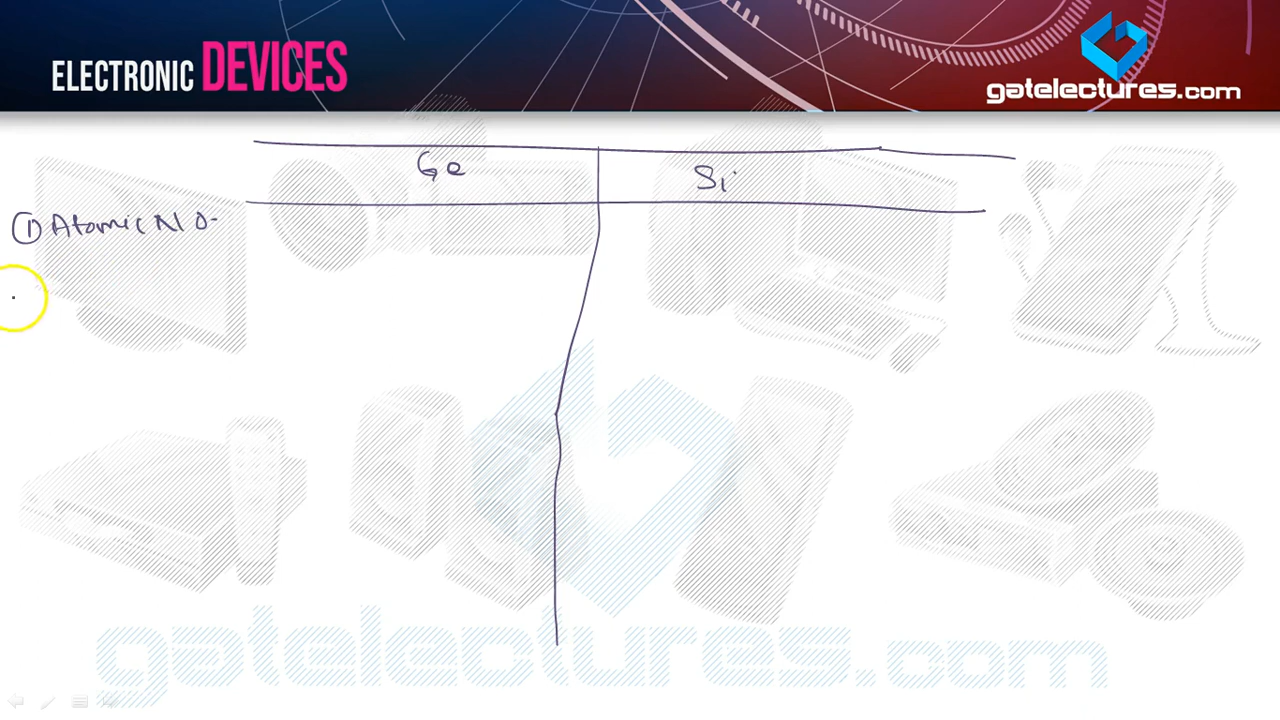 ELECTRONIC DEVICES
gatelectures.com
Ge Si
① Atomic NO-
gatelectures.com